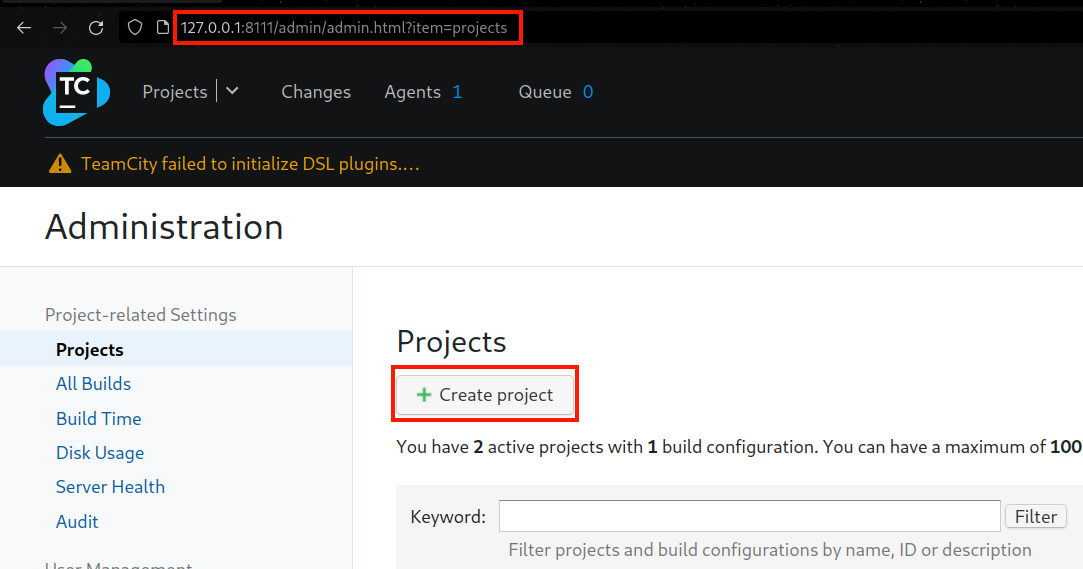 127.0.0.1:8111/admin/admin.html?item=projects
TC
Projects Changes Agents 1 Queue 0
TeamCity failed to initialize DSL plugins....
Administration
Project-related Settings
Projects
All Builds
Build Time
Disk Usage
Server Health
Audit
User Management
Projects
+ Create project
You have 2 active projects with 1 build configuration. You can have a maximum of 100
Keyword: Filter
Filter projects and build configurations by name, ID or description